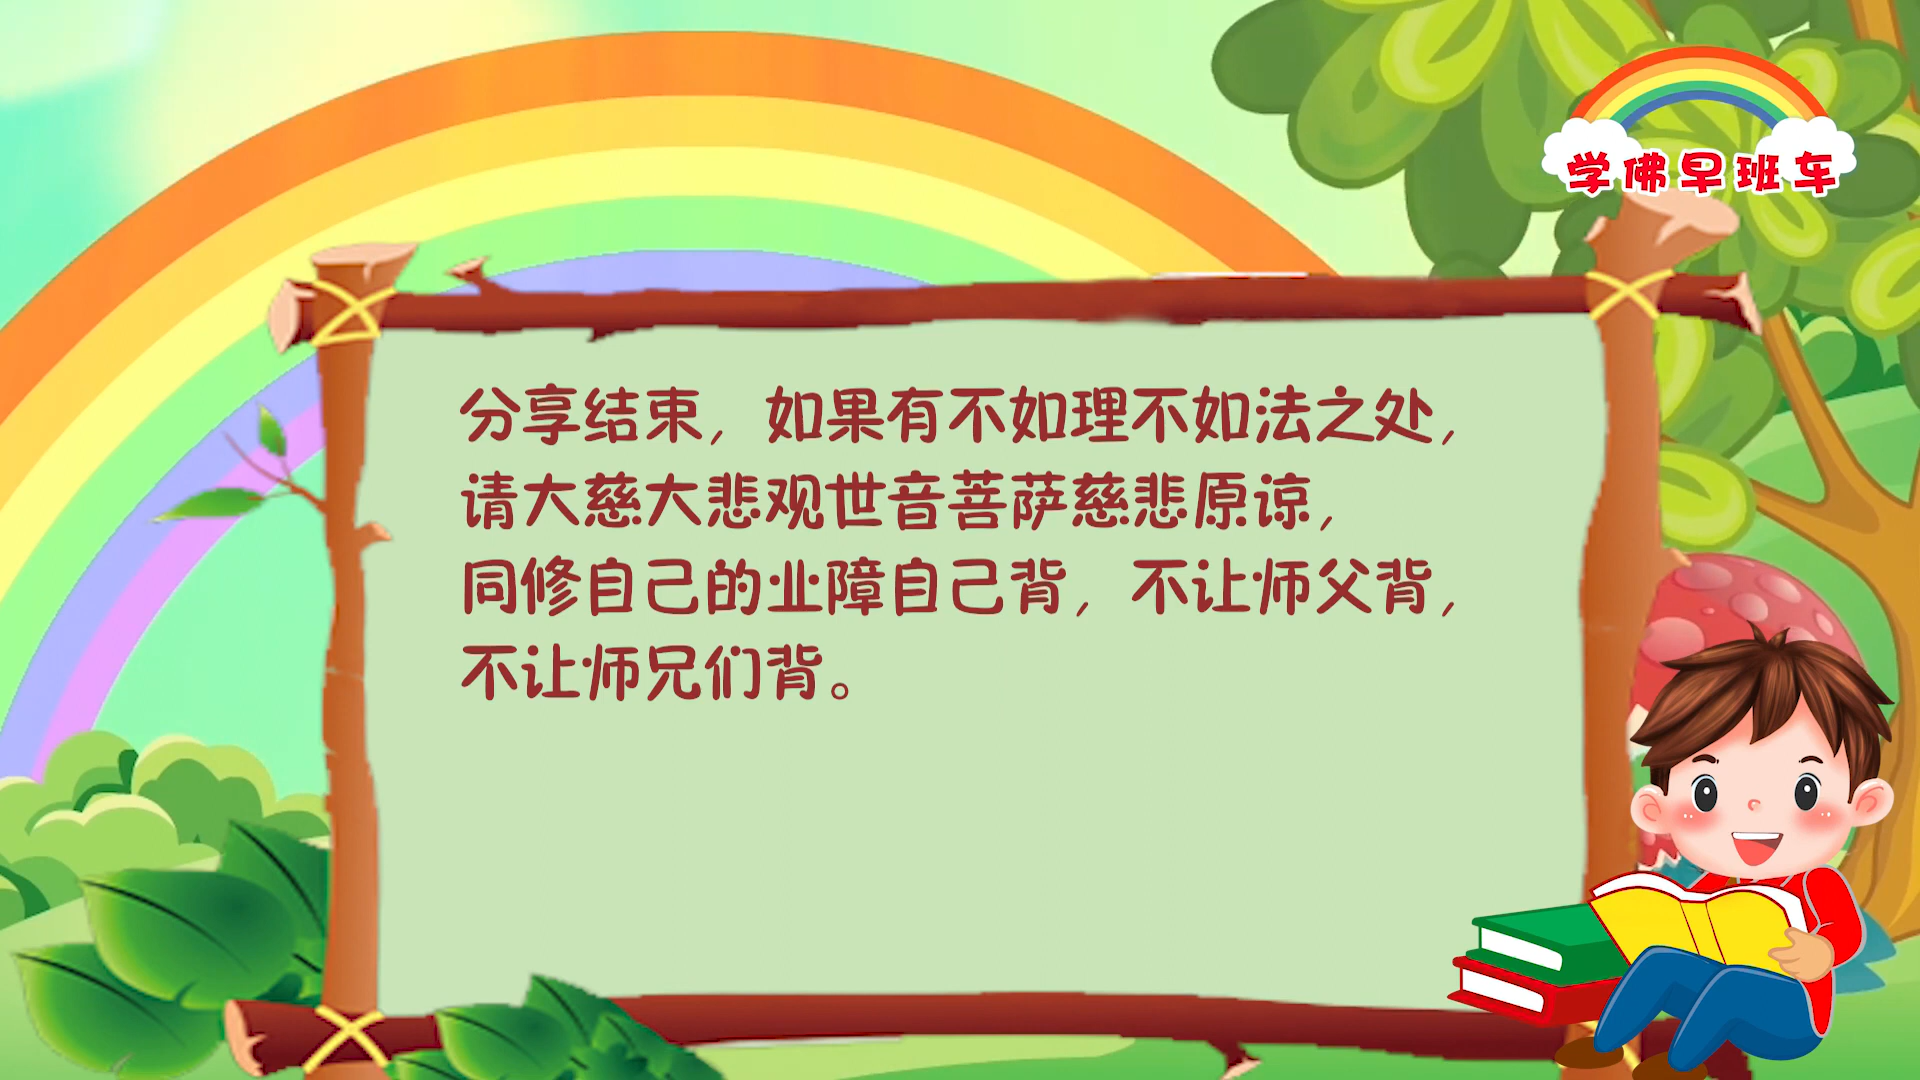 学佛早班车
分享结束，如果有不如理不如法之处，
请大慈大悲观世音菩萨慈悲原谅，
同修自己的业障自己背，不让师父背，
不让师兄们背。